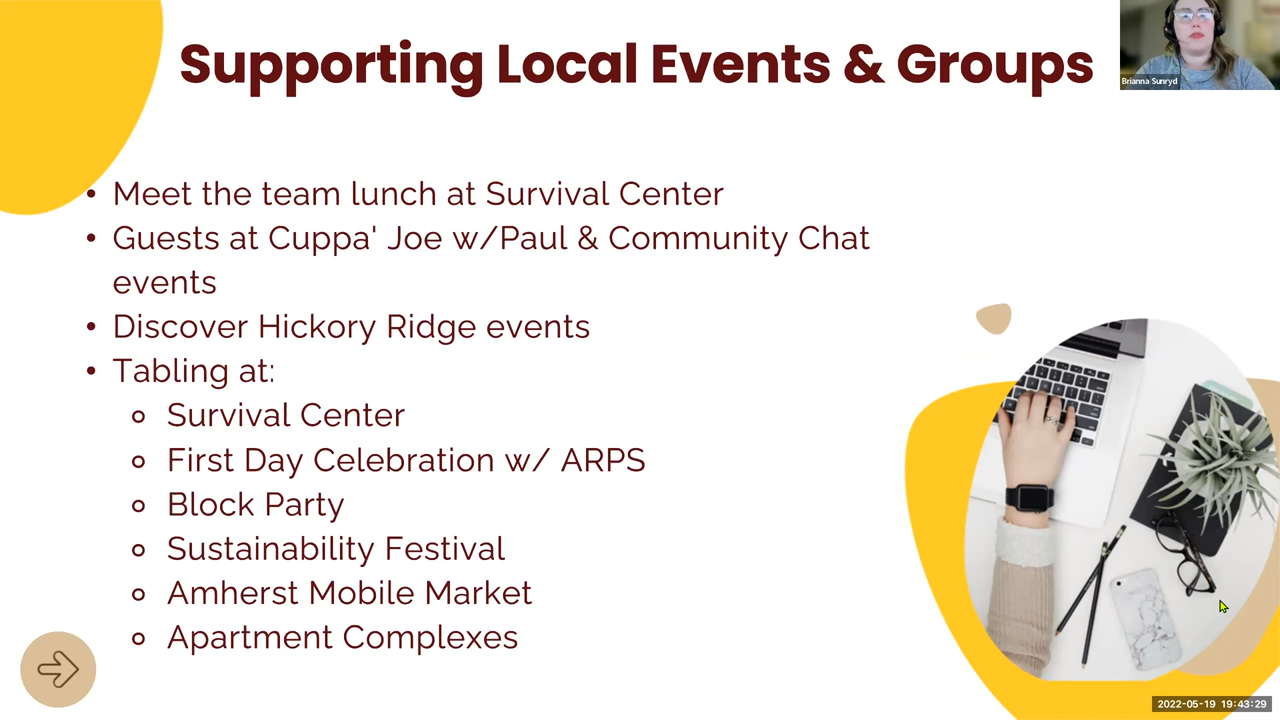 Supporting Local Events & Groups
Brianna Sunryd
• Meet the team lunch at Survival Center
• Guests at Cuppa' Joe w/Paul & Community Chat
events
• Discover Hickory Ridge events
• Tabling at:
Survival Center
First Day Celebration w/ ARPS
Block Party
Sustainability Festival
Amherst Mobile Market
Apartment Complexes
2022-05-19 19:43:29